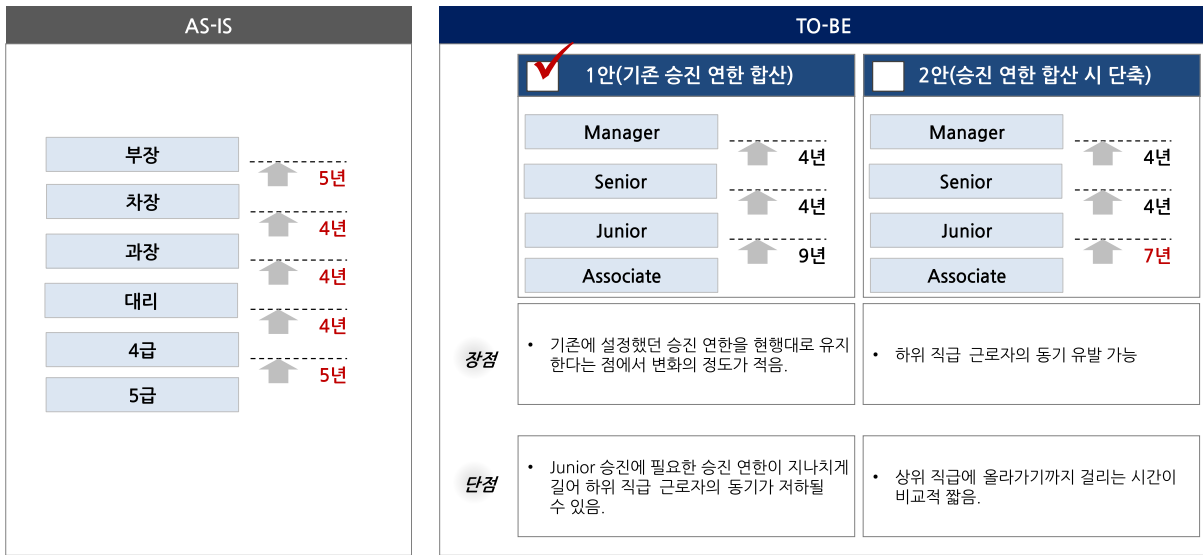 AS-IS
부장
5년
차장
4년
과장
4년
대리
4년
4급
5년
5급
TO-BE
1안(기존 승진 연한 합산)
Manager
4년
Senior
4년
Junior
9년
Associate
2안(승진 연한 합산 시 단축)
Manager
4년
Senior
4년
Junior
7년
Associate
장점
• 기존에 설정했던 승진 연한을 현행대로 유지
한다는 점에서 변화의 정도가 적음.
• 하위 직급 근로자의 동기 유발 가능
단점
• Junior 승진에 필요한 승진 연한이 지나치게
길어 하위 직급 근로자의 동기가 저하될
수 있음.
• 상위 직급에 올라가기까지 걸리는 시간이
비교적 짧음.